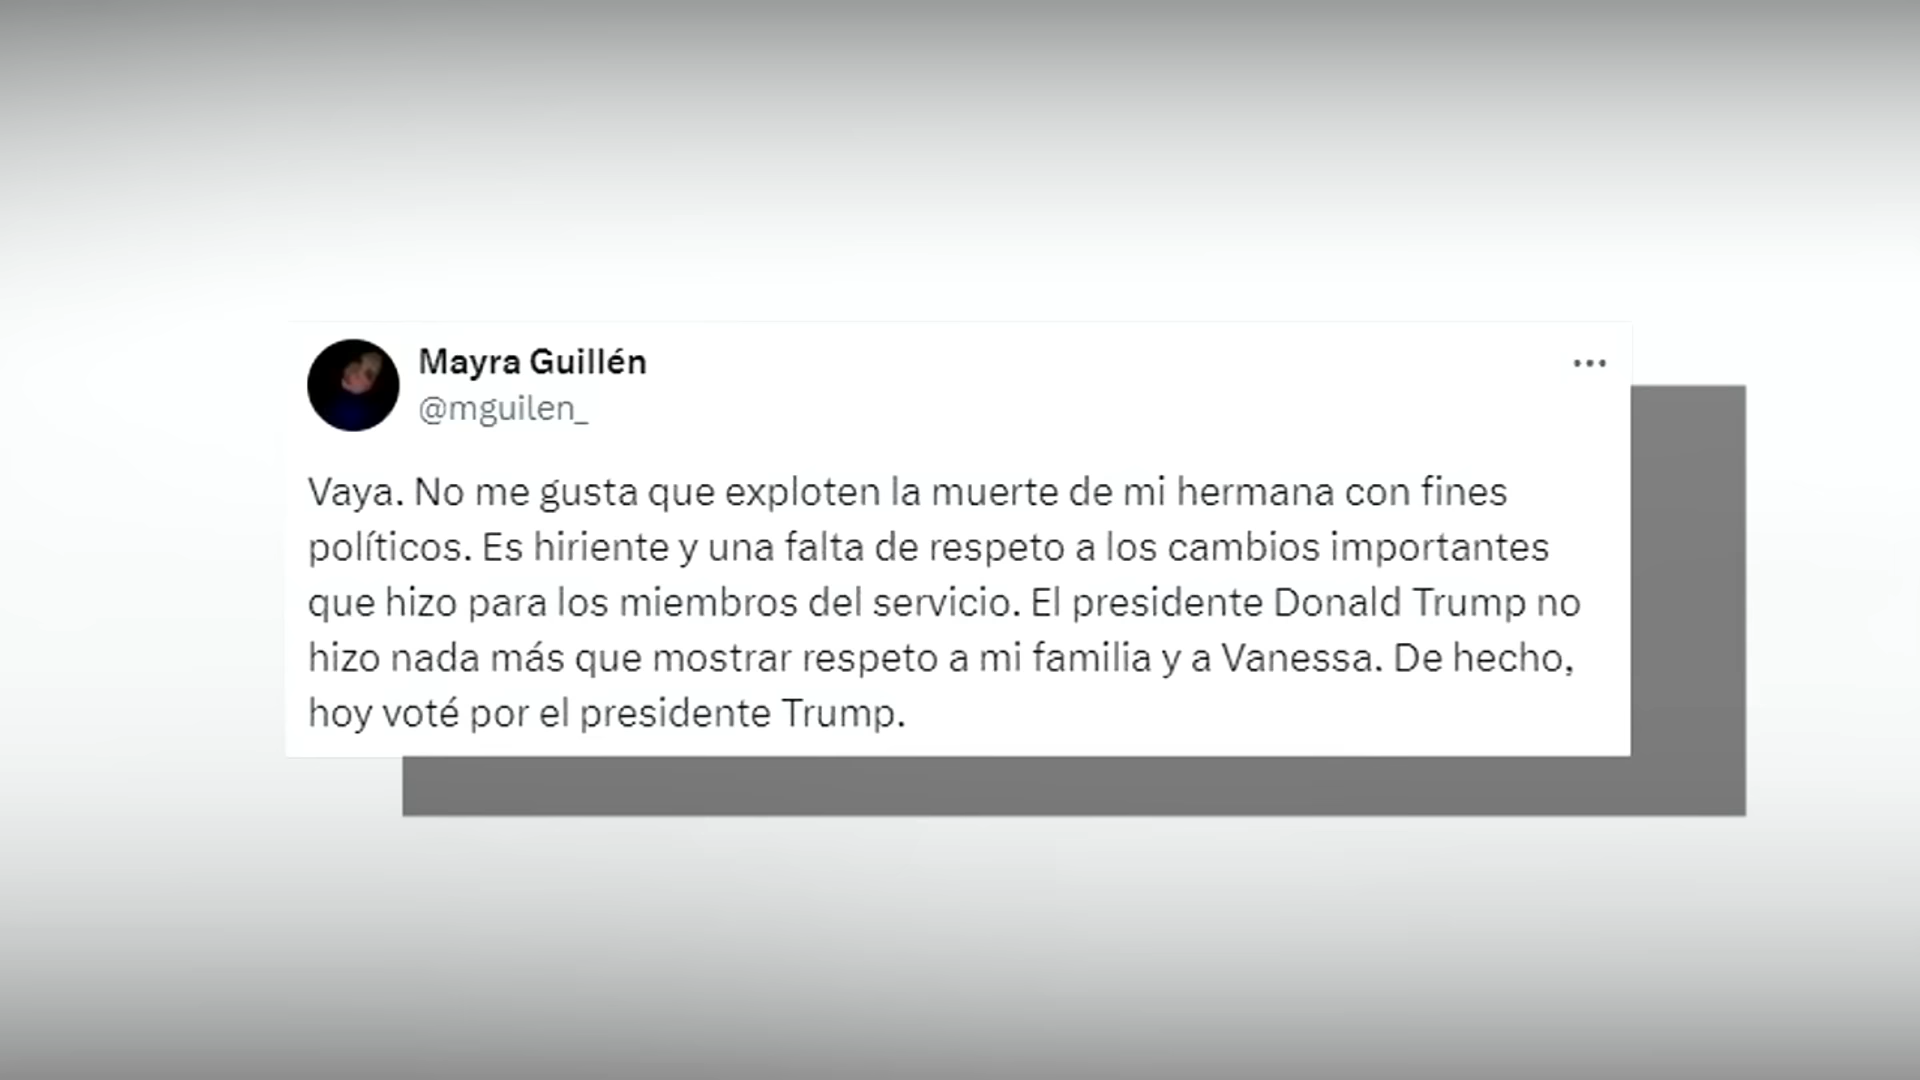 Mayra Guillén
@mguilen_
Vaya. No me gusta que exploten la muerte de mi hermana con fines
políticos. Es hiriente y una falta de respeto a los cambios importantes
que hizo para los miembros del servicio. El presidente Donald Trump no
hizo nada más que mostrar respeto a mi familia y a Vanessa. De hecho,
hoy voté por el presidente Trump.